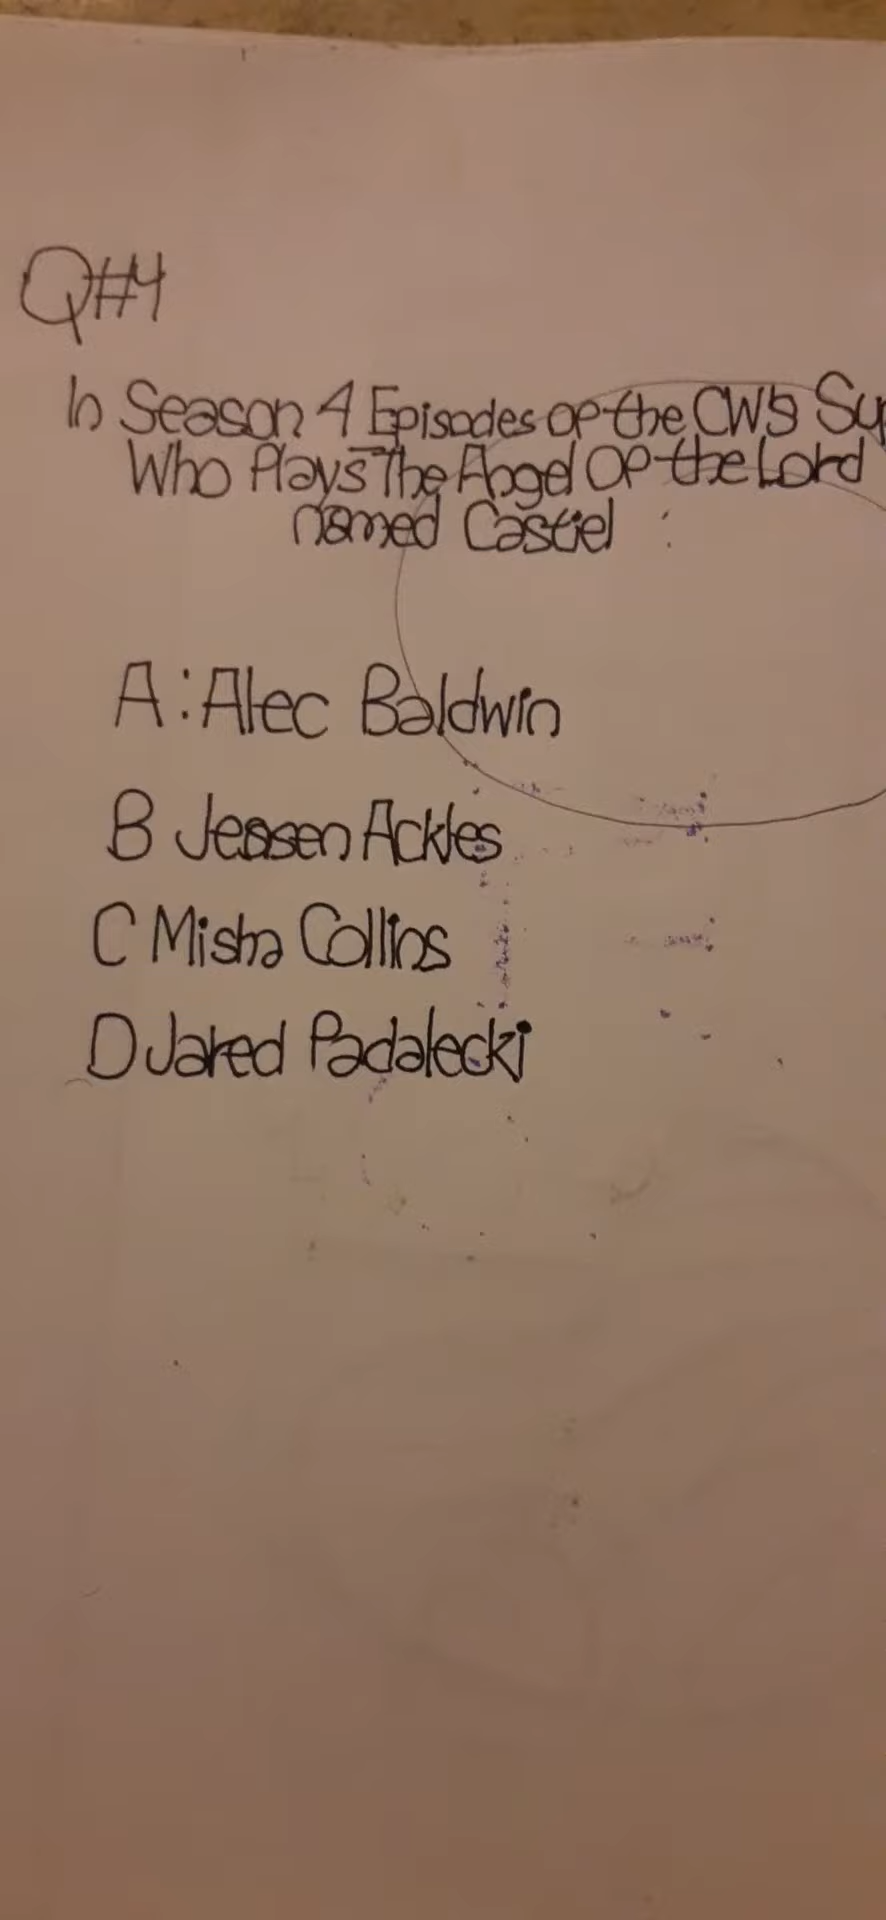 Q#4
In Season 4 Episodes of the CW's Su
Who Plays The Angel Of the Lord
named Castiel :
A: Alec Baldwin
B Jensen Ackles
C Misha Collins
D Jared Padalecki